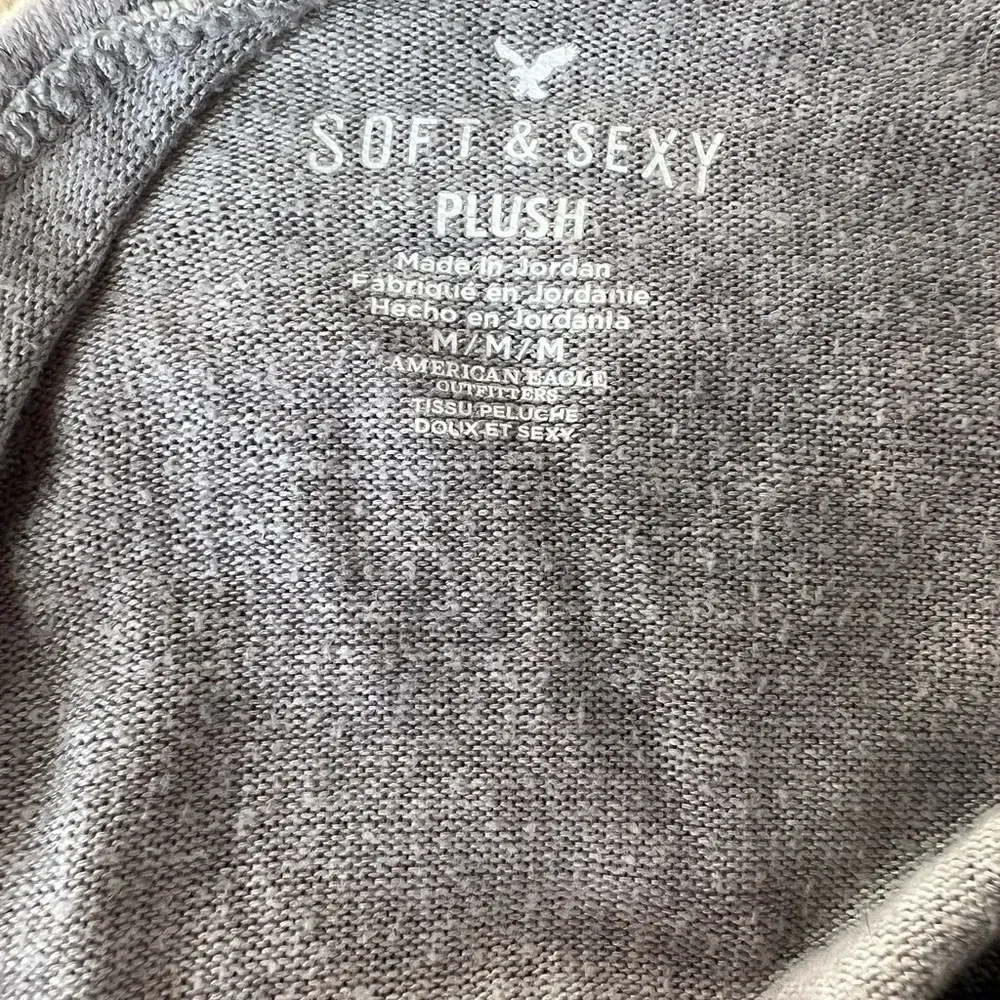 SOFT & SEXY
PLUSH
Made in Jordan
Fabriqué en Jordanie
Hecho en Jordania
M/M/M
AMERICAN EAGLE
OUTFITTERS
TISSU PELUCHE
DOUX ET SEXY